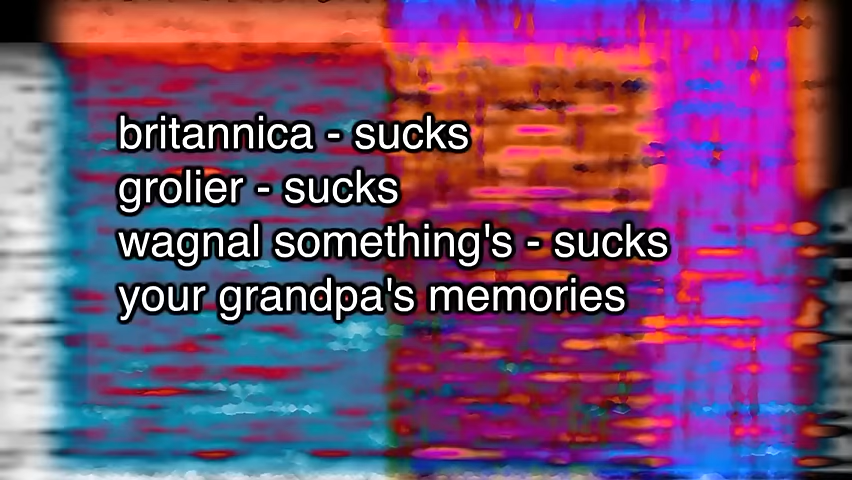 britannica - sucks
grolier - sucks
wagnal something's - sucks
your grandpa's memories